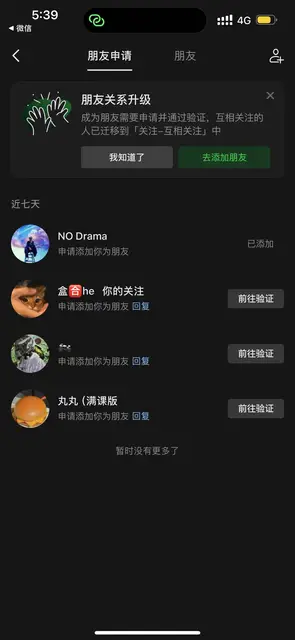 5:39
4G
◀ 微信
朋友申请 朋友
朋友关系升级
成为朋友需要申请并通过验证，互相关注的
人已迁移到「关注-互相关注」中
我知道了 去添加朋友
近七天
NO Drama
申请添加你为朋友
已添加
盒🈴he 你的关注
申请添加你为朋友 回复
前往验证
申请添加你为朋友 回复
前往验证
丸丸 (满课版
申请添加你为朋友 回复
前往验证
暂时没有更多了